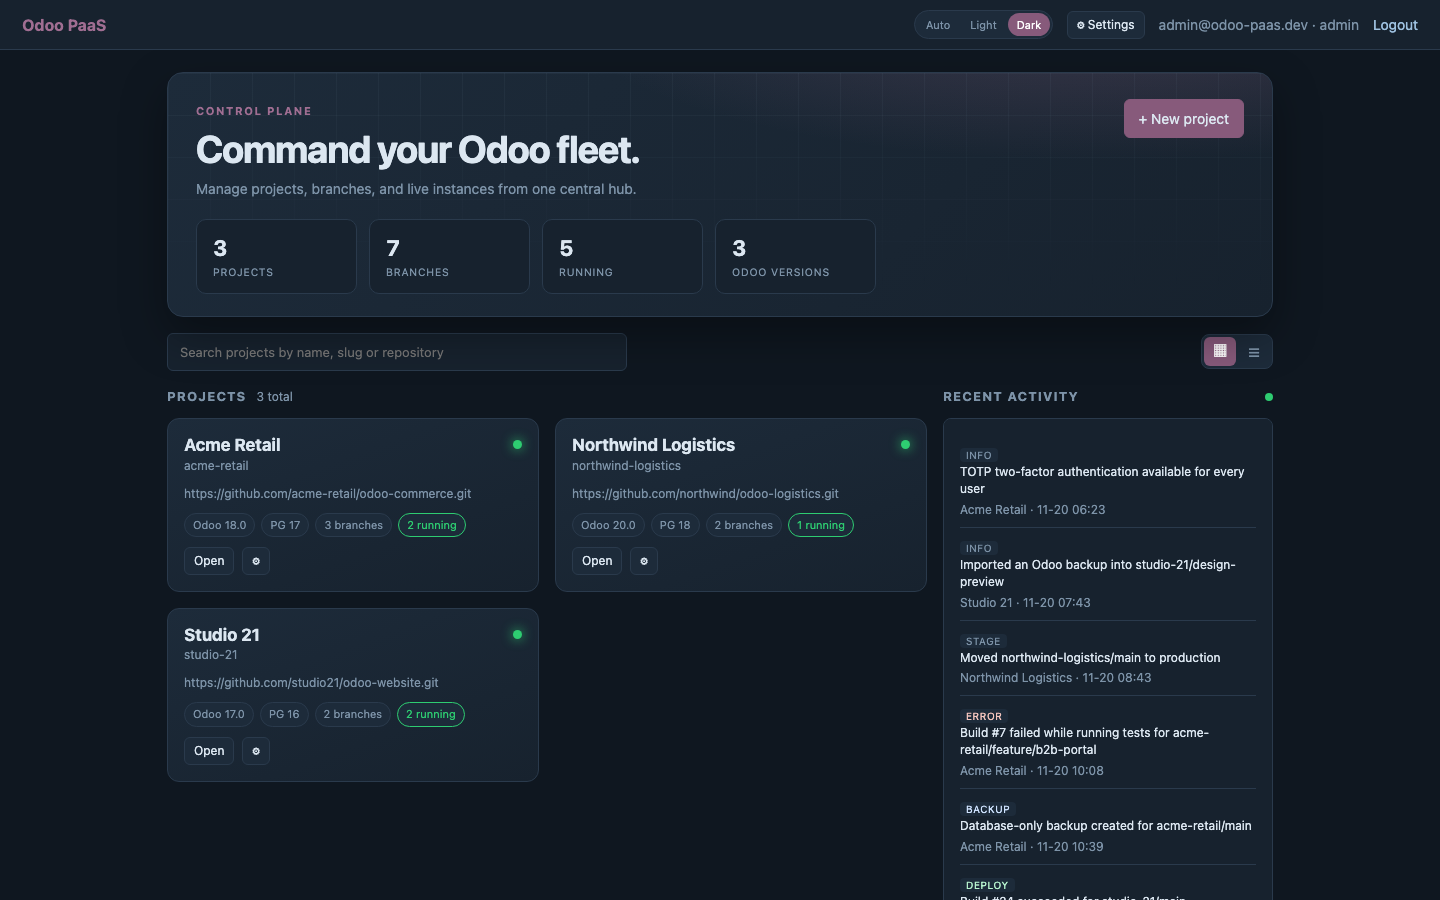 Odoo PaaS
Auto Light Dark
Settings
admin@odoo-paas.dev · admin
Logout
CONTROL PLANE
Command your Odoo fleet.
Manage projects, branches, and live instances from one central hub.
+ New project
3
PROJECTS
7
BRANCHES
5
RUNNING
3
ODOO VERSIONS
Search projects by name, slug or repository
PROJECTS 3 total
Acme Retail
acme-retail
https://github.com/acme-retail/odoo-commerce.git
Odoo 18.0 PG 17 3 branches 2 running
Open
Northwind Logistics
northwind-logistics
https://github.com/northwind/odoo-logistics.git
Odoo 20.0 PG 18 2 branches 1 running
Open
Studio 21
studio-21
https://github.com/studio21/odoo-website.git
Odoo 17.0 PG 16 2 branches 2 running
Open
RECENT ACTIVITY
INFO
TOTP two-factor authentication available for every
user
Acme Retail · 11-20 06:23
INFO
Imported an Odoo backup into studio-21/design-
preview
Studio 21 · 11-20 07:43
STAGE
Moved northwind-logistics/main to production
Northwind Logistics · 11-20 08:43
ERROR
Build #7 failed while running tests for acme-
retail/feature/b2b-portal
Acme Retail · 11-20 10:08
BACKUP
Database-only backup created for acme-retail/main
Acme Retail · 11-20 10:39
DEPLOY